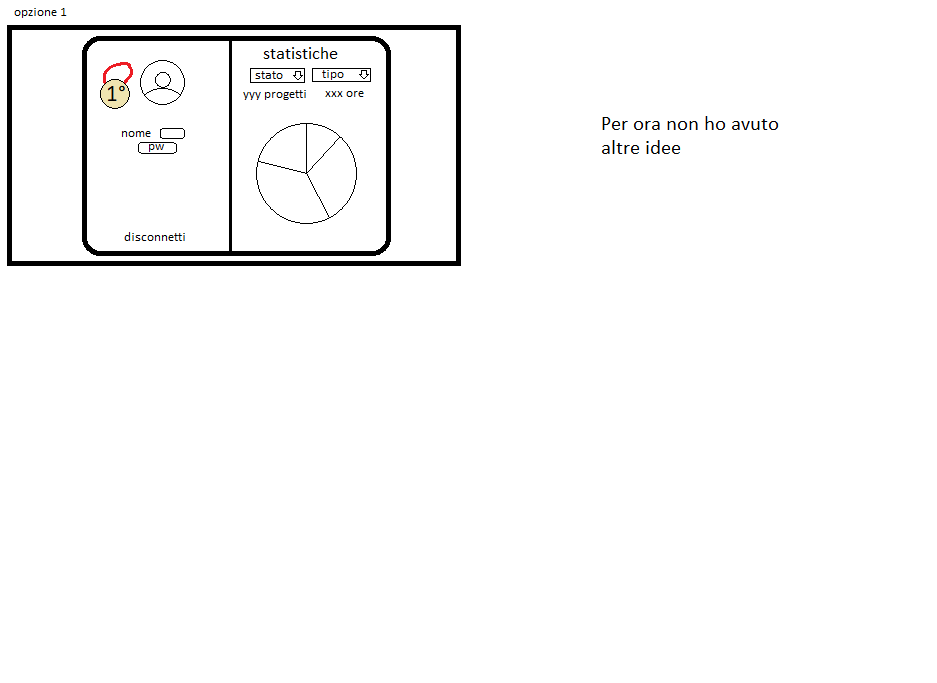 opzione 1
statistiche
stato tipo
yyy progetti xxx ore
1°
nome
pw
disconnetti
Per ora non ho avuto
altre idee